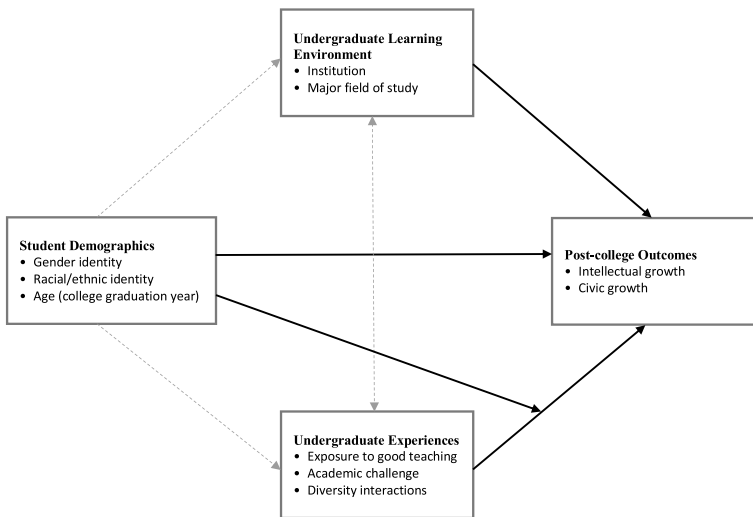 Undergraduate Learning
Environment
• Institution
• Major field of study
Student Demographics
• Gender identity
• Racial/ethnic identity
• Age (college graduation year)
Post-college Outcomes
• Intellectual growth
• Civic growth
Undergraduate Experiences
• Exposure to good teaching
• Academic challenge
• Diversity interactions